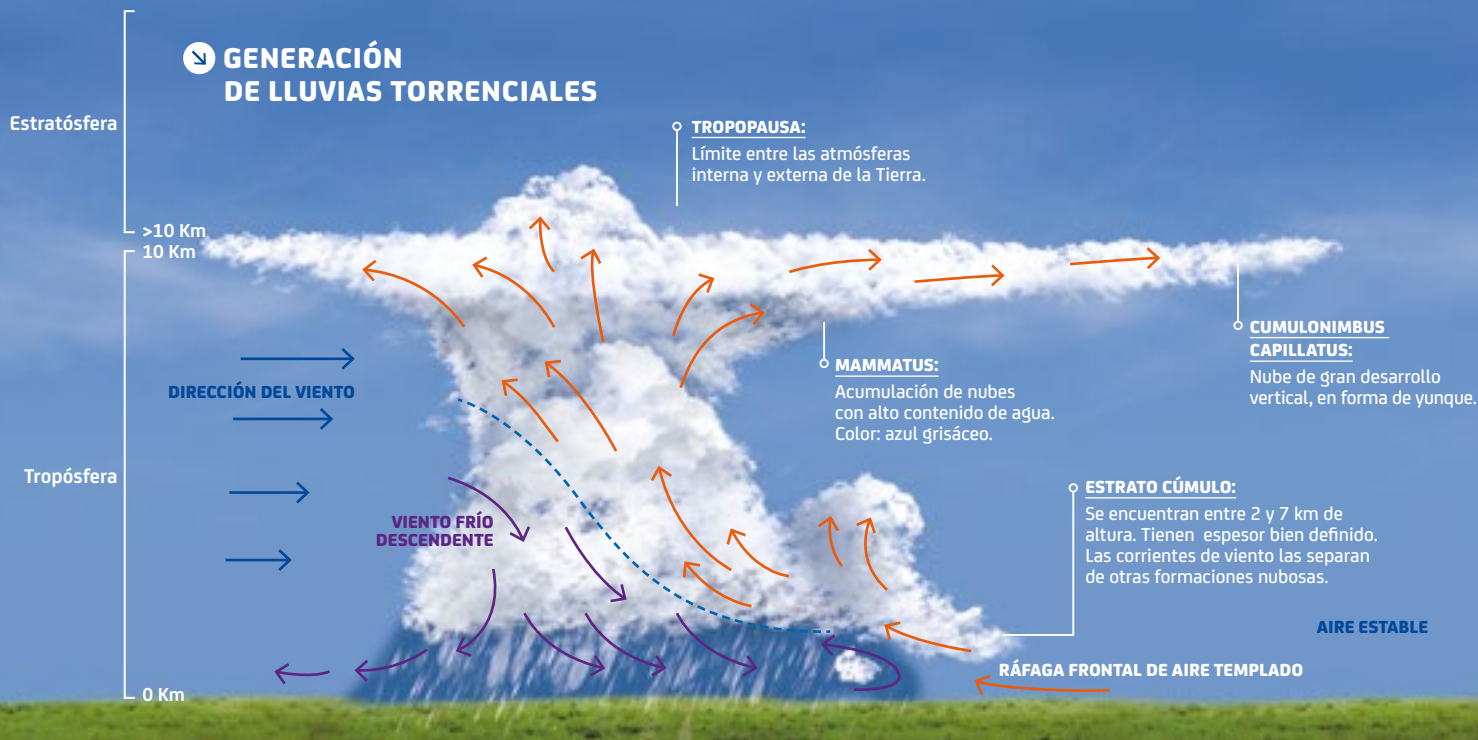 GENERACIÓN
DE LLUVIAS TORRENCIALES
Estratósfera
TROPOPAUSA:
Límite entre las atmósferas
interna y externa de la Tierra.
>10 Km
10 Km
CUMULONIMBUS
CAPILLATUS:
Nube de gran desarrollo
vertical, en forma de yunque.
MAMMATUS:
Acumulación de nubes
con alto contenido de agua.
Color: azul grisáceo.
DIRECCIÓN DEL VIENTO
Tropósfera
VIENTO FRÍO
DESCENDENTE
ESTRATO CÚMULO:
Se encuentran entre 2 y 7 km de
altura. Tienen espesor bien definido.
Las corrientes de viento las separan
de otras formaciones nubosas.
AIRE ESTABLE
RÁFAGA FRONTAL DE AIRE TEMPLADO
0 Km